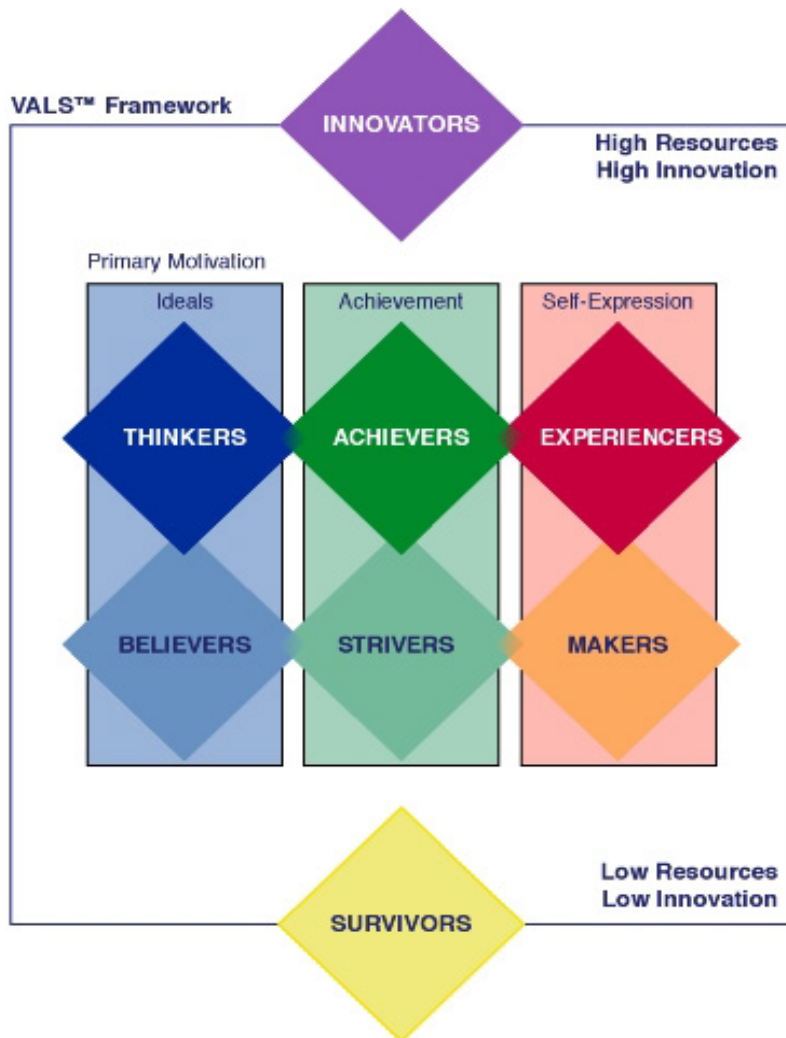 VALS™ Framework
INNOVATORS
High Resources
High Innovation
Primary Motivation
Ideals
Achievement
Self-Expression
THINKERS
ACHIEVERS
EXPERIENCERS
BELIEVERS
STRIVERS
MAKERS
Low Resources
Low Innovation
SURVIVORS